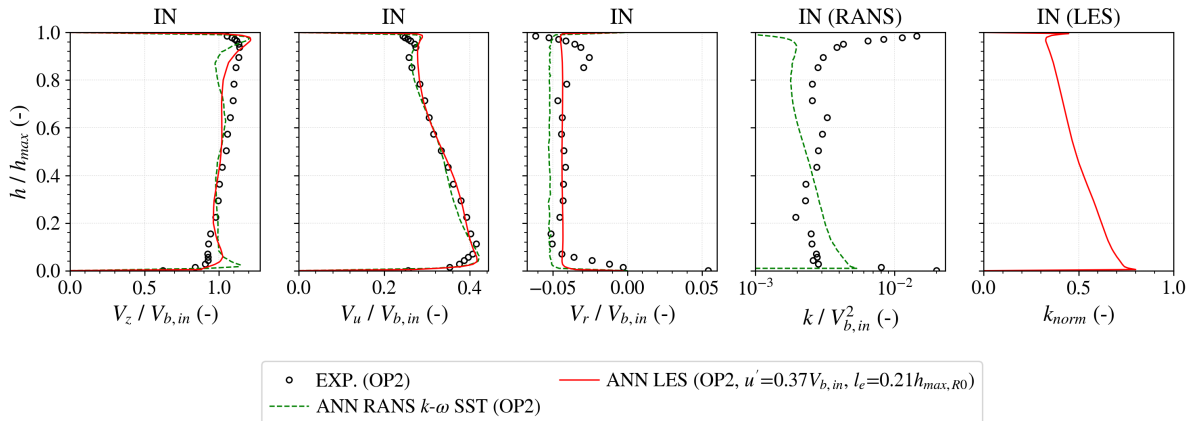 IN IN IN IN (RANS) IN (LES)
h / h_max (-)
1.0
0.8
0.6
0.4
0.2
0.0
0.0 0.5 1.0
0.0 0.2 0.4
−0.05 0.00 0.05
10^−3 10^−2
0.0 0.5 1.0
V_z / V_b,in (-) V_u / V_b,in (-) V_r / V_b,in (-) k / V²_b,in (-) k_norm (-)
EXP. (OP2) ANN LES (OP2, u'=0.37V_b,in, l_e=0.21h_max,R0)
ANN RANS k-ω SST (OP2)